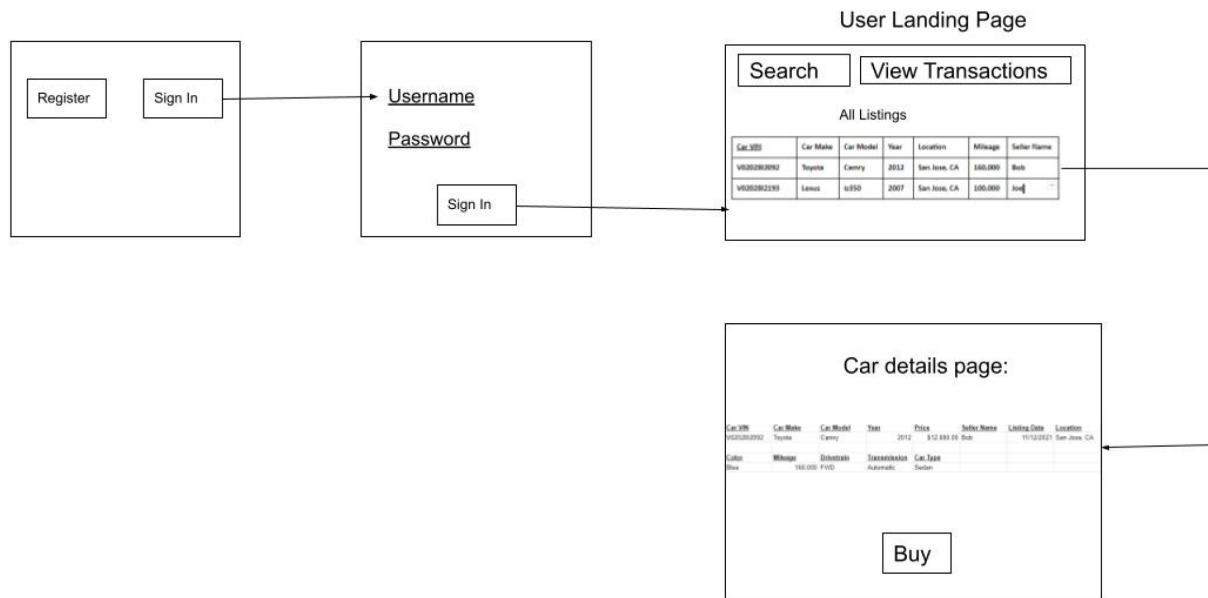 User Landing Page
Register
Sign In
Username
Password
Sign In
Search
View Transactions
All Listings
Car VIN Car Make Car Model Year Location Mileage Seller Name
Toyota Camry 2012 San Jose, CA 160,000 Bob
Lexus is350 2007 San Jose, CA 100,000 Joe
Car details page:
Car VIN Car Make Car Model Year Price Seller Name Listing Date Location
Toyota Camry 2012 Bob 11/12/2021 San Jose, CA
Color Mileage Drivetrain Transmission Car Type
Blue 160,000 FWD Automatic Sedan
Buy